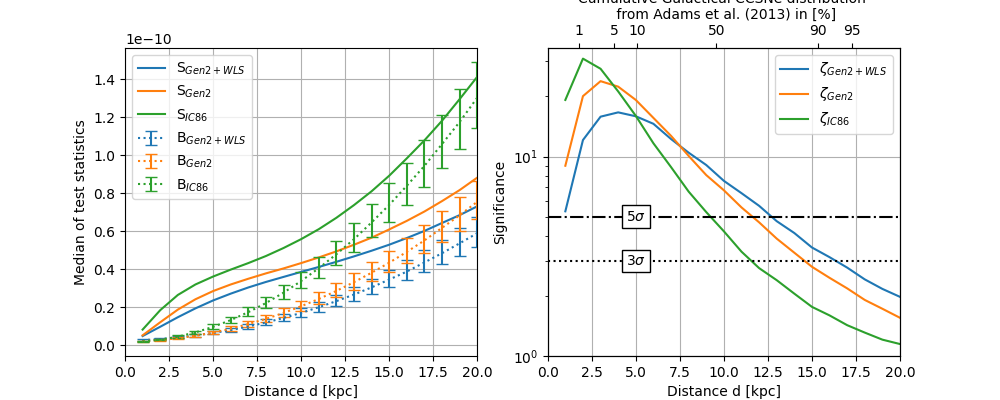 1e−10
1.4
1.2
1.0
0.8
0.6
0.4
0.2
0.0
Median of test statistics
S_Gen2+WLS
S_Gen2
S_IC86
B_Gen2+WLS
B_Gen2
B_IC86
0.0 2.5 5.0 7.5 10.0 12.5 15.0 17.5 20.0
Distance d [kpc]
from Adams et al. (2013) in [%]
1 5 10 50 90 95
ζ_Gen2+WLS
ζ_Gen2
ζ_IC86
Significance
10¹
10⁰
5σ
3σ
0.0 2.5 5.0 7.5 10.0 12.5 15.0 17.5 20.0
Distance d [kpc]